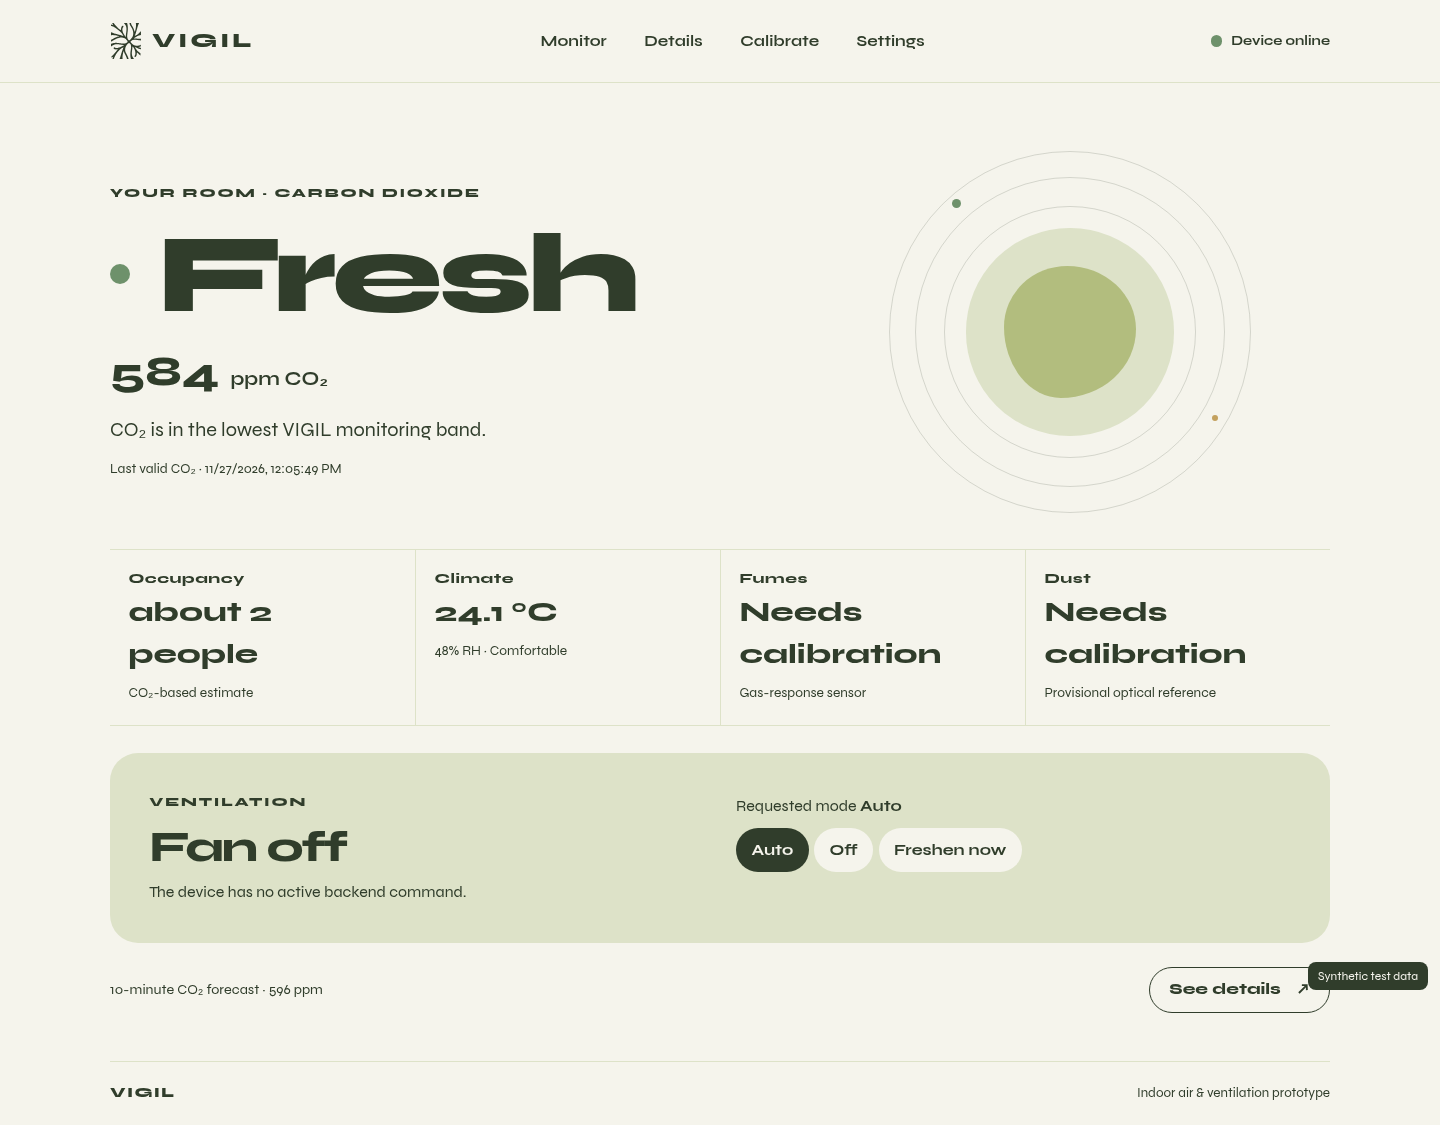 VIGIL
Monitor Details Calibrate Settings
Device online
YOUR ROOM · CARBON DIOXIDE
Fresh
584 ppm CO₂
CO₂ is in the lowest VIGIL monitoring band.
Last valid CO₂ · 11/27/2026, 12:05:49 PM
Occupancy
about 2
people
CO₂-based estimate
Climate
24.1 °C
48% RH · Comfortable
Fumes
Needs
calibration
Gas-response sensor
Dust
Needs
calibration
Provisional optical reference
VENTILATION
Fan off
The device has no active backend command.
Requested mode Auto
Auto Off Freshen now
10-minute CO₂ forecast · 596 ppm
See details ↗
Synthetic test data
VIGIL
Indoor air & ventilation prototype